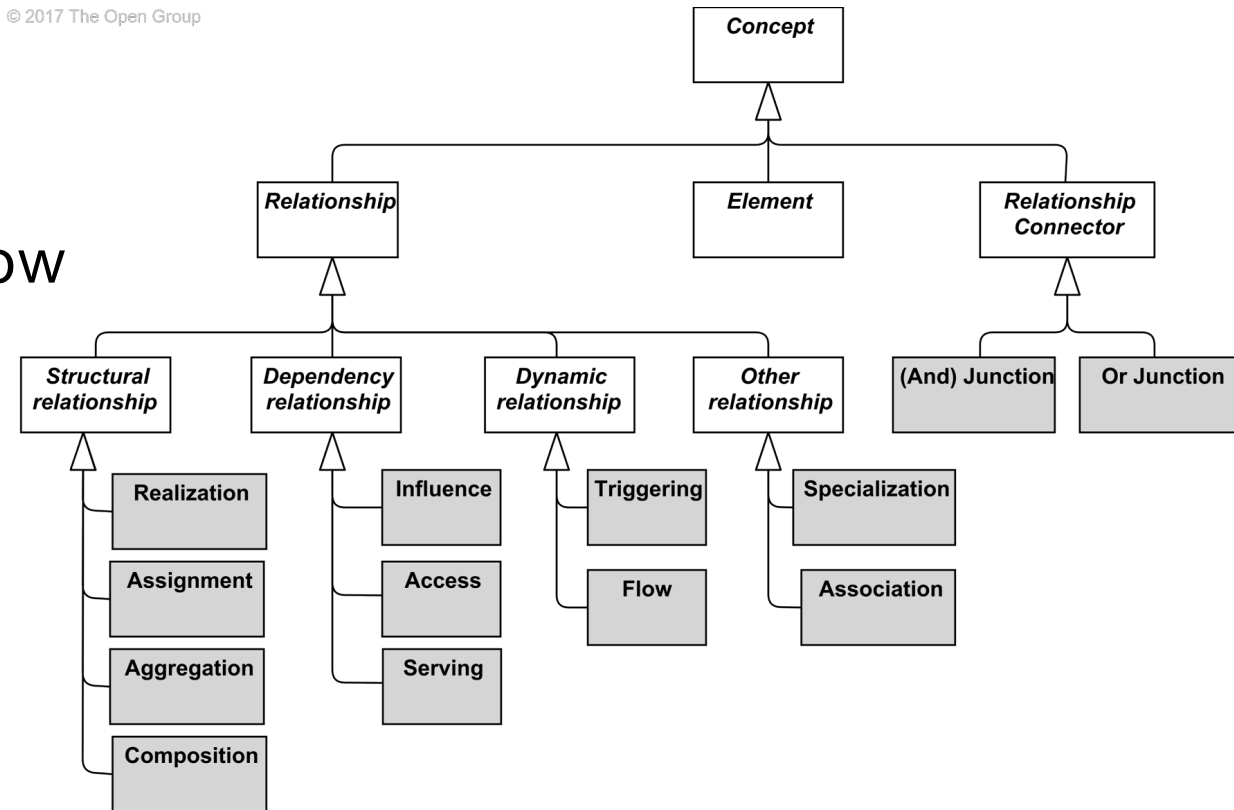 © 2017 The Open Group
Concept
Relationship
Element
Relationship
Connector
ow
Structural
relationship
Dependency
relationship
Dynamic
relationship
Other
relationship
(And) Junction
Or Junction
Realization
Influence
Triggering
Specialization
Assignment
Access
Flow
Association
Aggregation
Serving
Composition